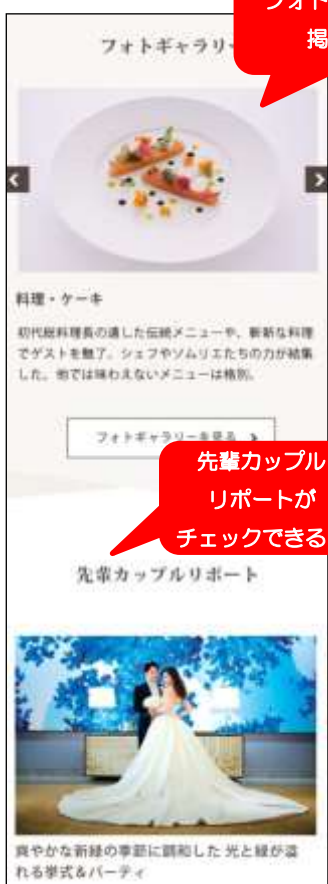 フォト
掲
フォトギャラリー
料理・ケーキ
初代総料理長の遺した伝統メニューや、斬新な料理
でゲストを魅了。シェフやソムリエたちの力が結集
した、他では味わえないメニューは格別。
フォトギャラリーを見る
先輩カップル
リポートが
チェックできる
先輩カップルリポート
爽やかな新緑の季節に調和した 光と緑が溢
れる挙式&パーティ